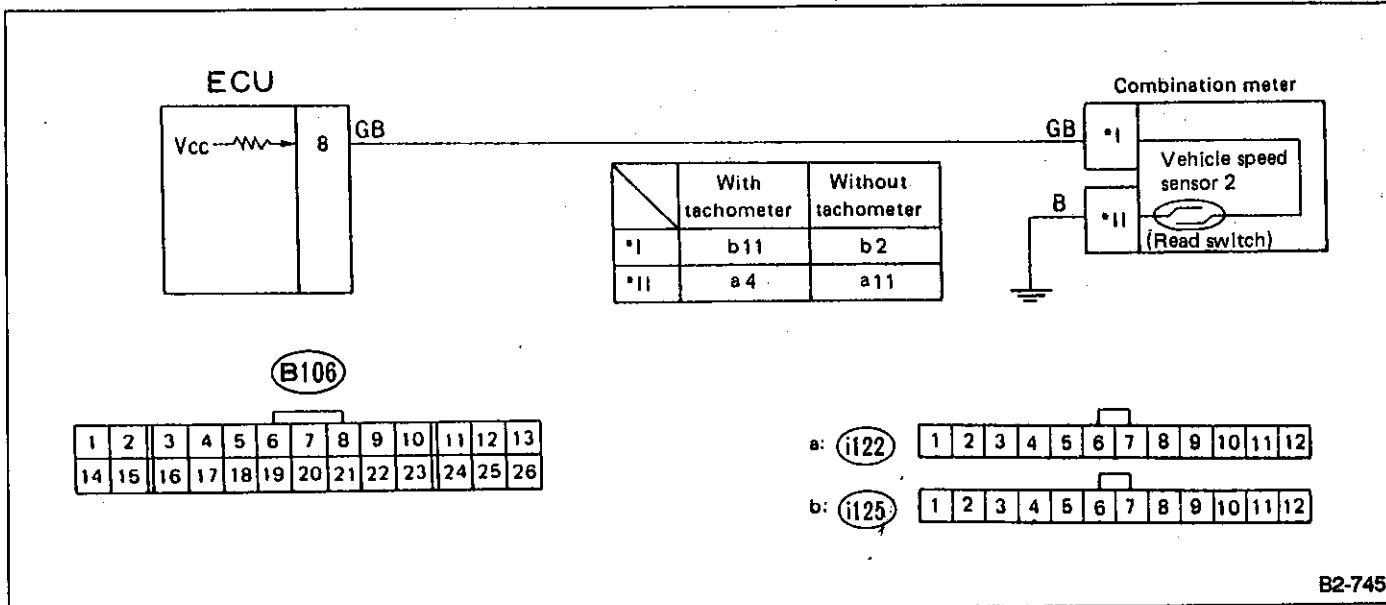 ECU
Vcc
8
GB
GB
Combination meter
*I
Vehicle speed
sensor 2
B
*II
(Read switch)
With tachometer
Without tachometer
*I b11 b2
*II a4 a11
B106
1 2 3 4 5 6 7 8 9 10 11 12 13
14 15 16 17 18 19 20 21 22 23 24 25 26
a: i122 1 2 3 4 5 6 7 8 9 10 11 12
b: i125 1 2 3 4 5 6 7 8 9 10 11 12
B2-745